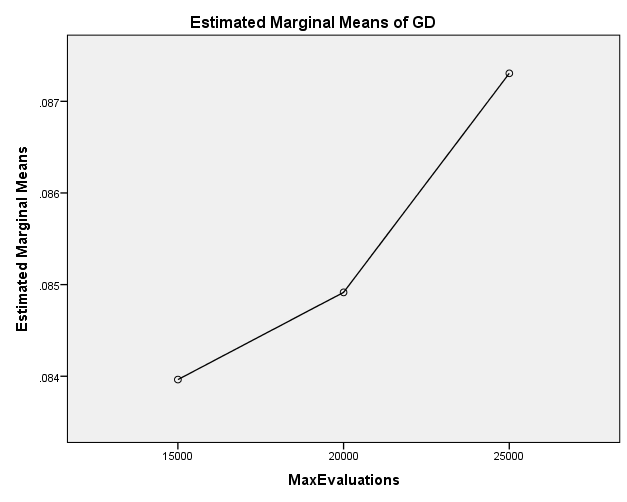 Estimated Marginal Means of GD
Estimated Marginal Means
.087
.086
.085
.084
15000
20000
25000
MaxEvaluations